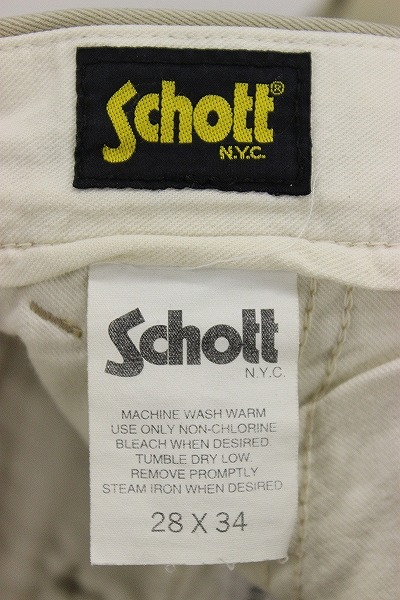 Schott®
N.Y.C.
Schott
N.Y.C.
MACHINE WASH WARM
USE ONLY NON-CHLORINE
BLEACH WHEN DESIRED.
TUMBLE DRY LOW.
REMOVE PROMPTLY
STEAM IRON WHEN DESIRED
28 X 34